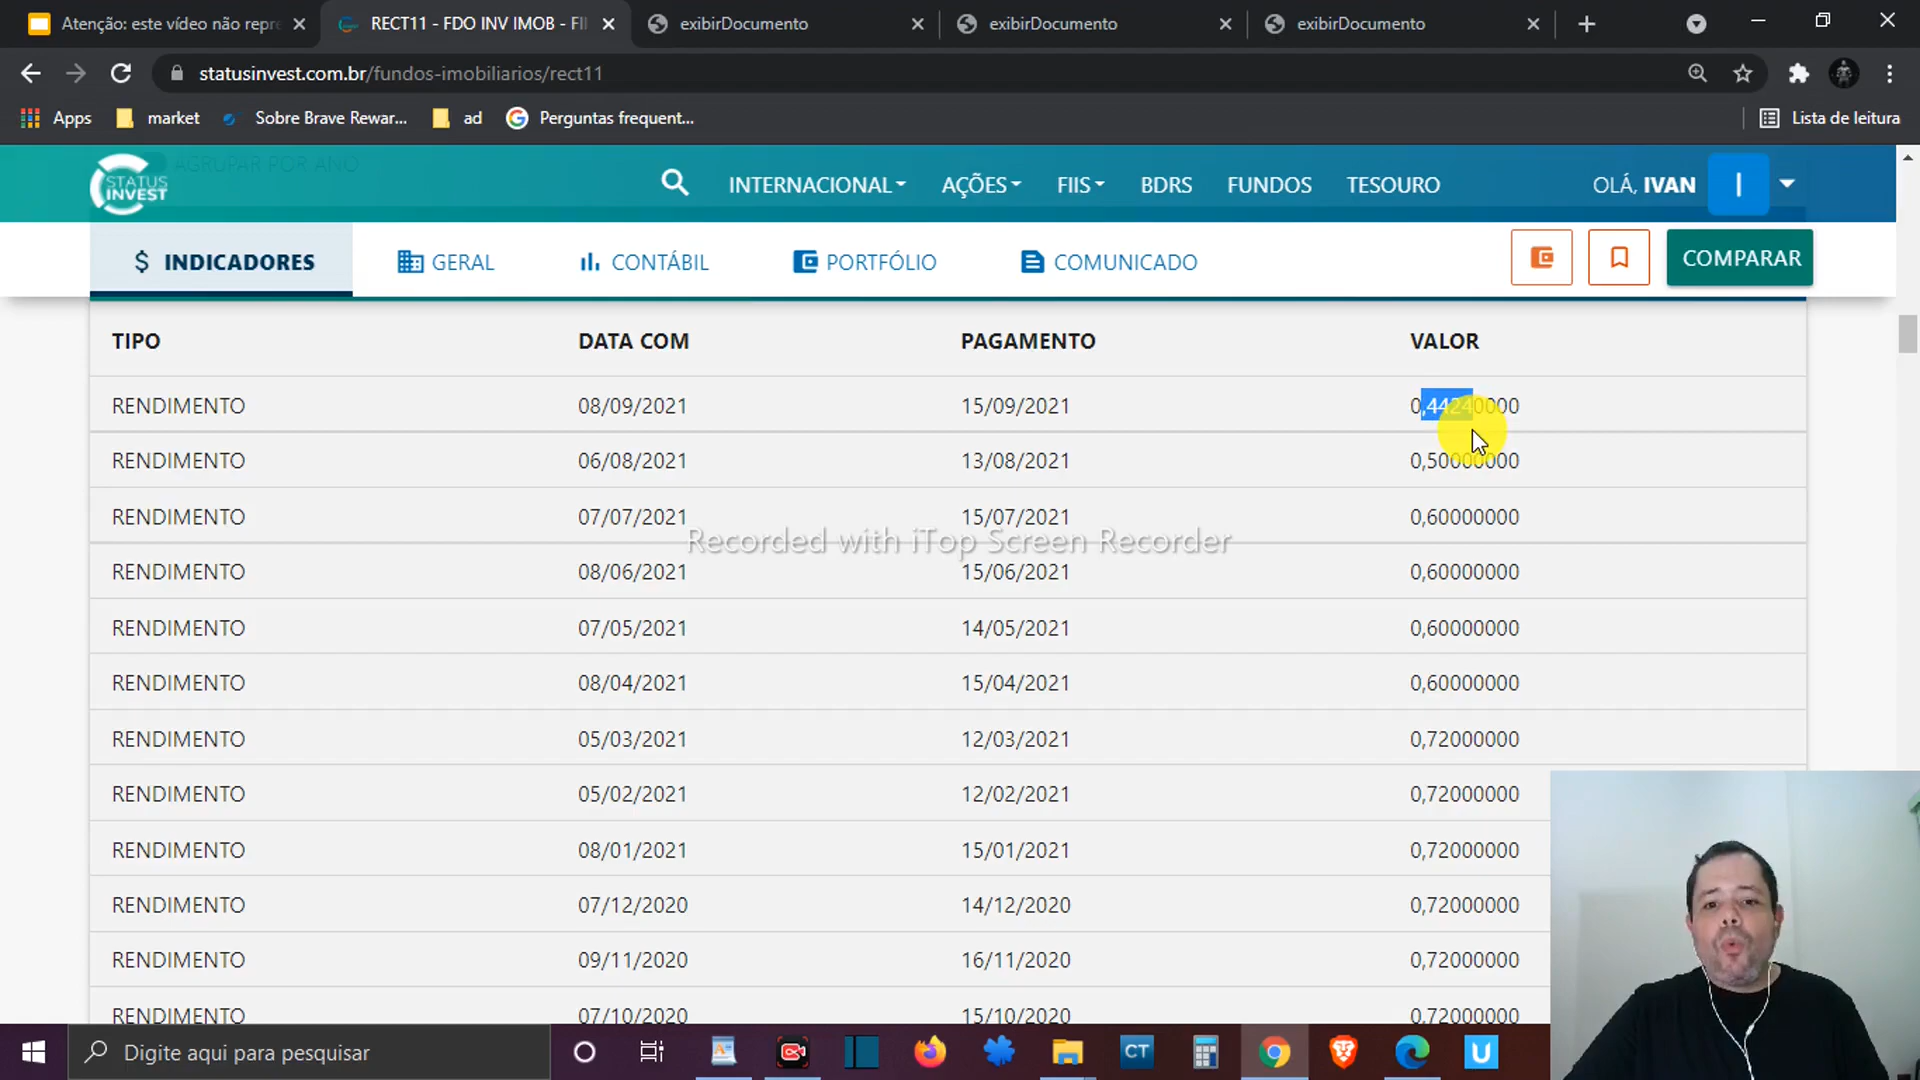 Atenção: este vídeo não repre
RECT11 - FDO INV IMOB - FII
exibirDocumento
exibirDocumento
exibirDocumento
statusinvest.com.br/fundos-imobiliarios/rect11
Apps
market
Sobre Brave Rewar...
ad
Perguntas frequent...
Lista de leitura
AGRUPAR POR ANO
STATUS
INVEST
INTERNACIONAL
AÇÕES
FIIS
BDRS
FUNDOS
TESOURO
OLÁ, IVAN
I
INDICADORES
GERAL
CONTÁBIL
PORTFÓLIO
COMUNICADO
COMPARAR
TIPO DATA COM PAGAMENTO VALOR
RENDIMENTO 08/09/2021 15/09/2021 0,44240000
RENDIMENTO 06/08/2021 13/08/2021 0,50000000
RENDIMENTO 07/07/2021 15/07/2021 0,60000000
Recorded with iTop Screen Recorder
RENDIMENTO 08/06/2021 15/06/2021 0,60000000
RENDIMENTO 07/05/2021 14/05/2021 0,60000000
RENDIMENTO 08/04/2021 15/04/2021 0,60000000
RENDIMENTO 05/03/2021 12/03/2021 0,72000000
RENDIMENTO 05/02/2021 12/02/2021 0,72000000
RENDIMENTO 08/01/2021 15/01/2021 0,72000000
RENDIMENTO 07/12/2020 14/12/2020 0,72000000
RENDIMENTO 09/11/2020 16/11/2020 0,72000000
RENDIMENTO 07/10/2020 15/10/2020 0,72000000
Digite aqui para pesquisar
CT
U